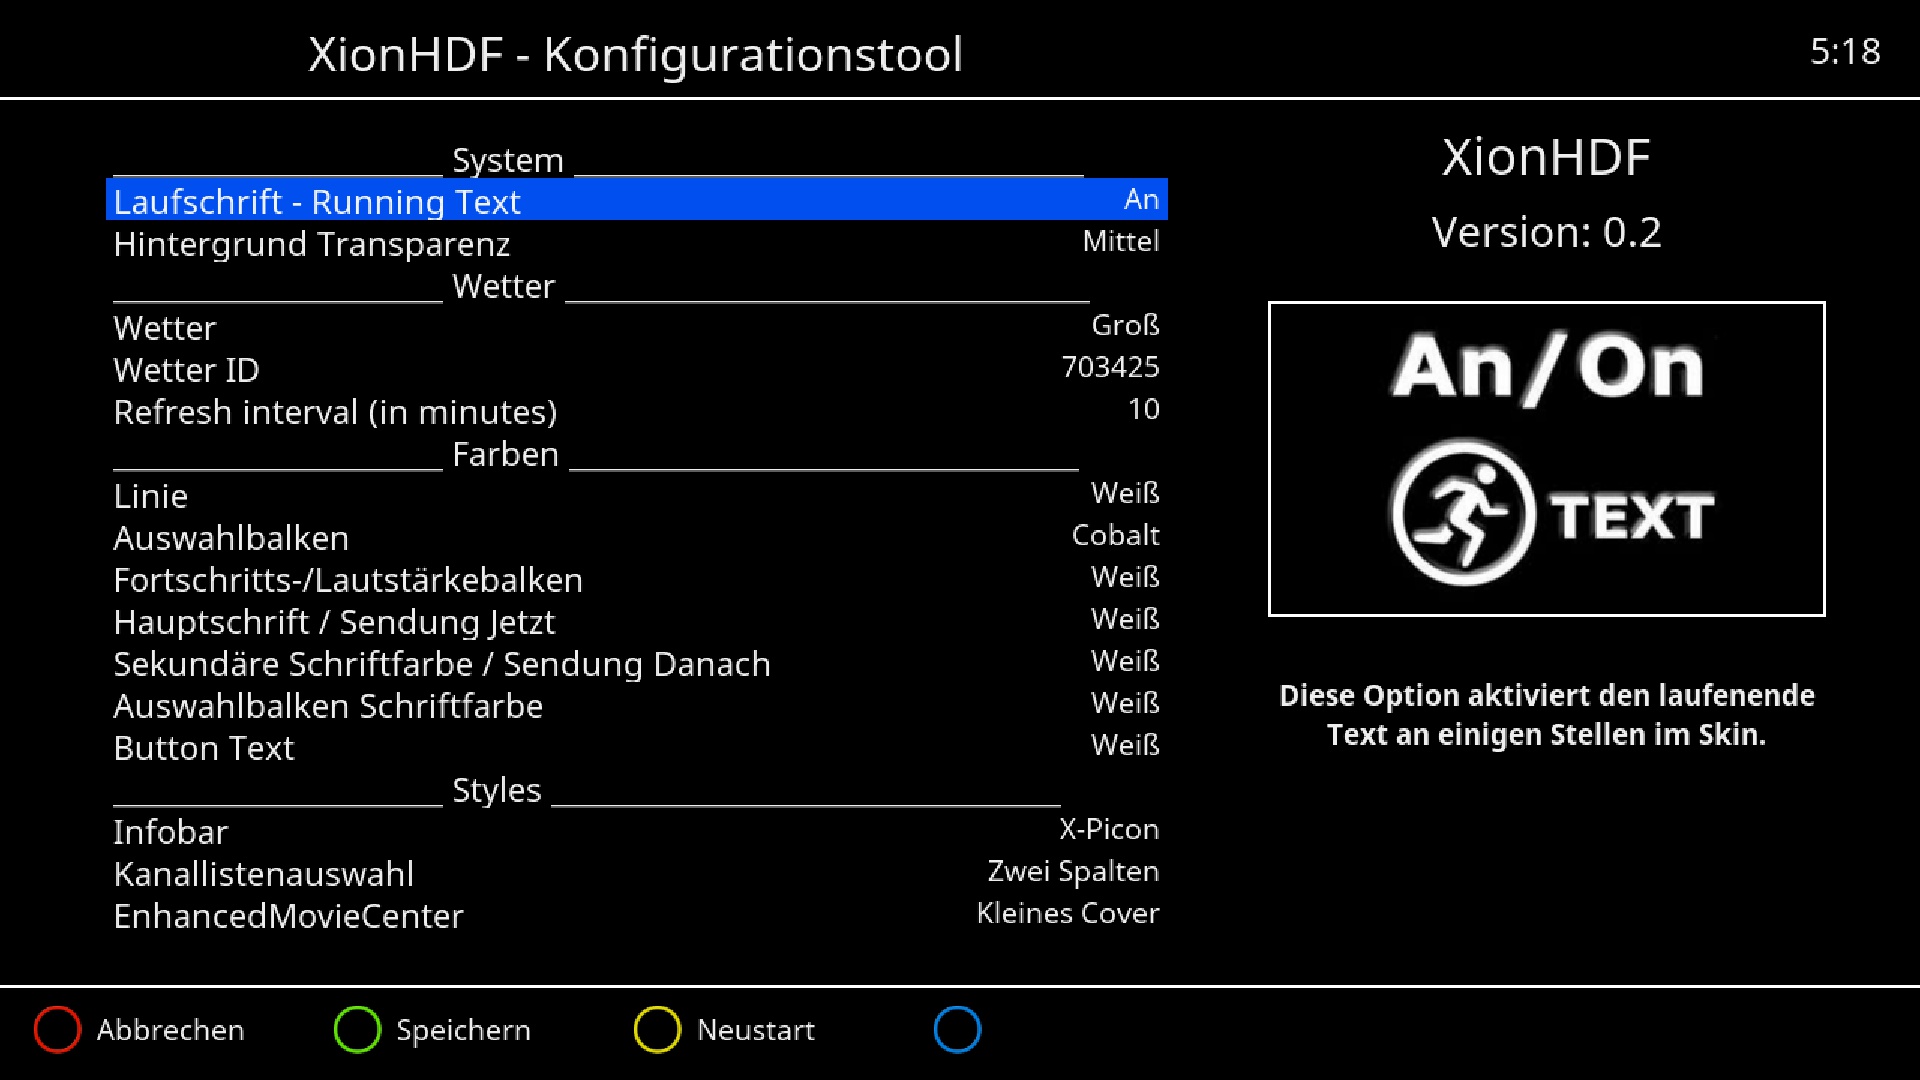 XionHDF - Konfigurationstool
5:18
System
Laufschrift - Running Text An
Hintergrund Transparenz Mittel
Wetter
Wetter Groß
Wetter ID 703425
Refresh interval (in minutes) 10
Farben
Linie Weiß
Auswahlbalken Cobalt
Fortschritts-/Lautstärkebalken Weiß
Hauptschrift / Sendung Jetzt Weiß
Sekundäre Schriftfarbe / Sendung Danach Weiß
Auswahlbalken Schriftfarbe Weiß
Button Text Weiß
Styles
Infobar X-Picon
Kanallistenauswahl Zwei Spalten
EnhancedMovieCenter Kleines Cover
XionHDF
Version: 0.2
An/On
TEXT
Diese Option aktiviert den laufenende
Text an einigen Stellen im Skin.
Abbrechen
Speichern
Neustart